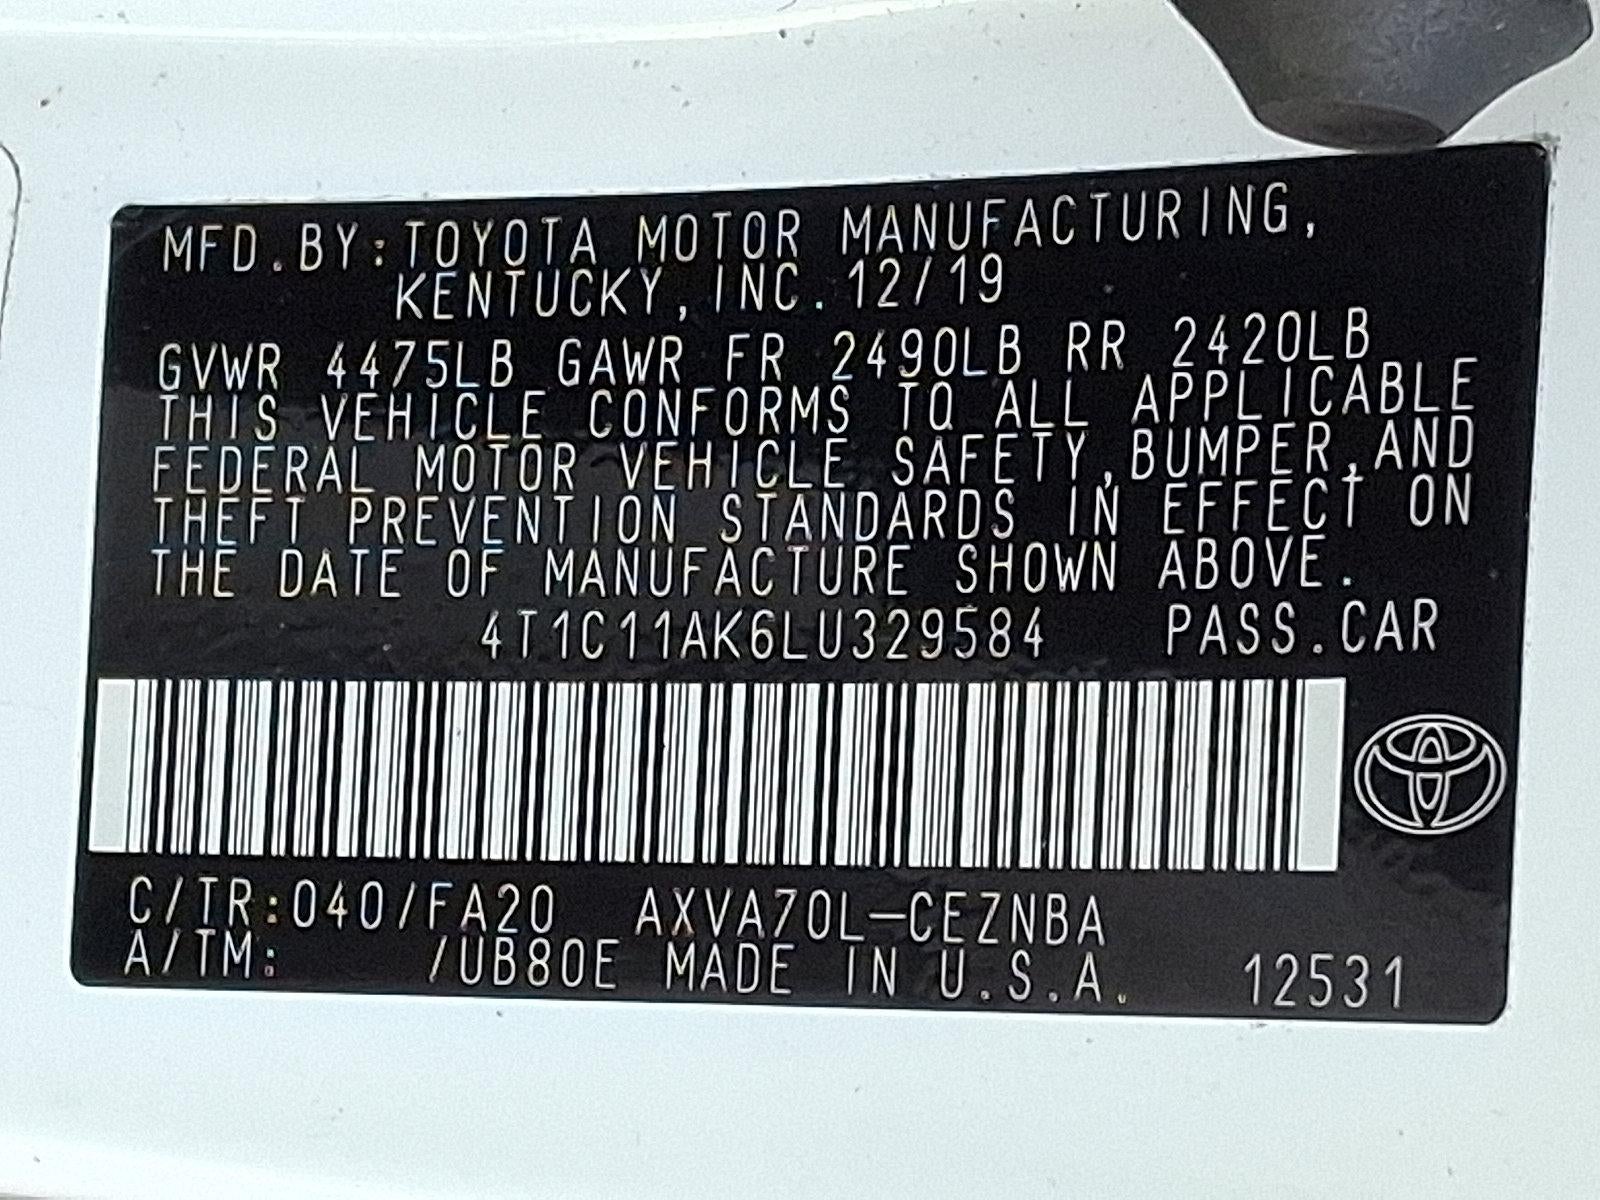 MFD.BY:TOYOTA MOTOR MANUFACTURING,
KENTUCKY,INC.12/19
GVWR 4475LB GAWR FR 2490LB RR 2420LB
THIS VEHICLE CONFORMS TO ALL APPLICABLE
FEDERAL MOTOR VEHICLE SAFETY,BUMPER,AND
THEFT PREVENTION STANDARDS IN EFFECT ON
THE DATE OF MANUFACTURE SHOWN ABOVE.
4T1C11AK6LU329584 PASS.CAR
C/TR:040/FA20 AXVA70L-CEZNBA
A/TM: /UB80E MADE IN U.S.A. 12531